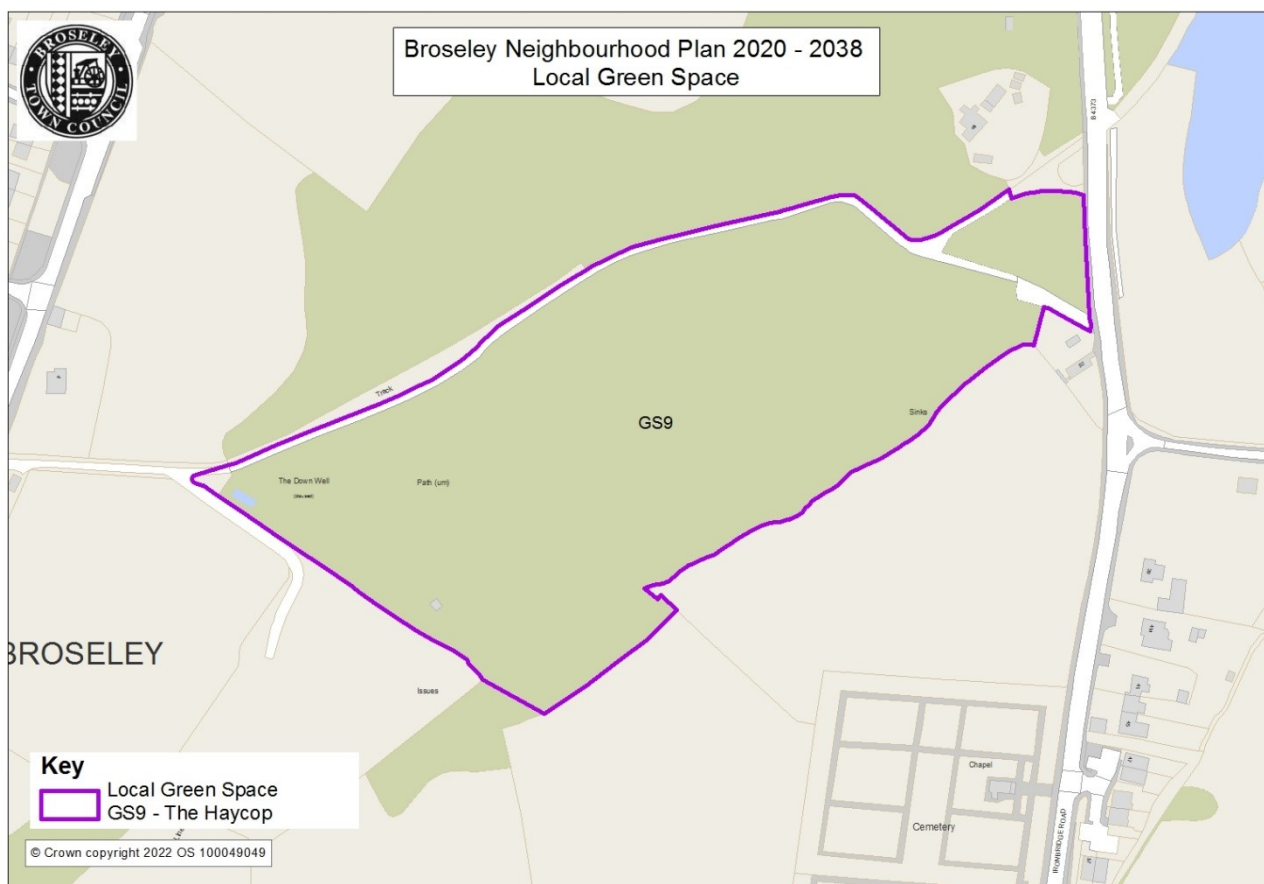 BROSELEY
TOWN COUNCIL
Broseley Neighbourhood Plan 2020 - 2038
Local Green Space
B 4373
Track
GS9
Sinks
The Down Well
Path (um)
BROSELEY
Issues
Chapel
Cemetery
IRONBRIDGE ROAD
Key
Local Green Space
GS9 - The Haycop
© Crown copyright 2022 OS 100049049